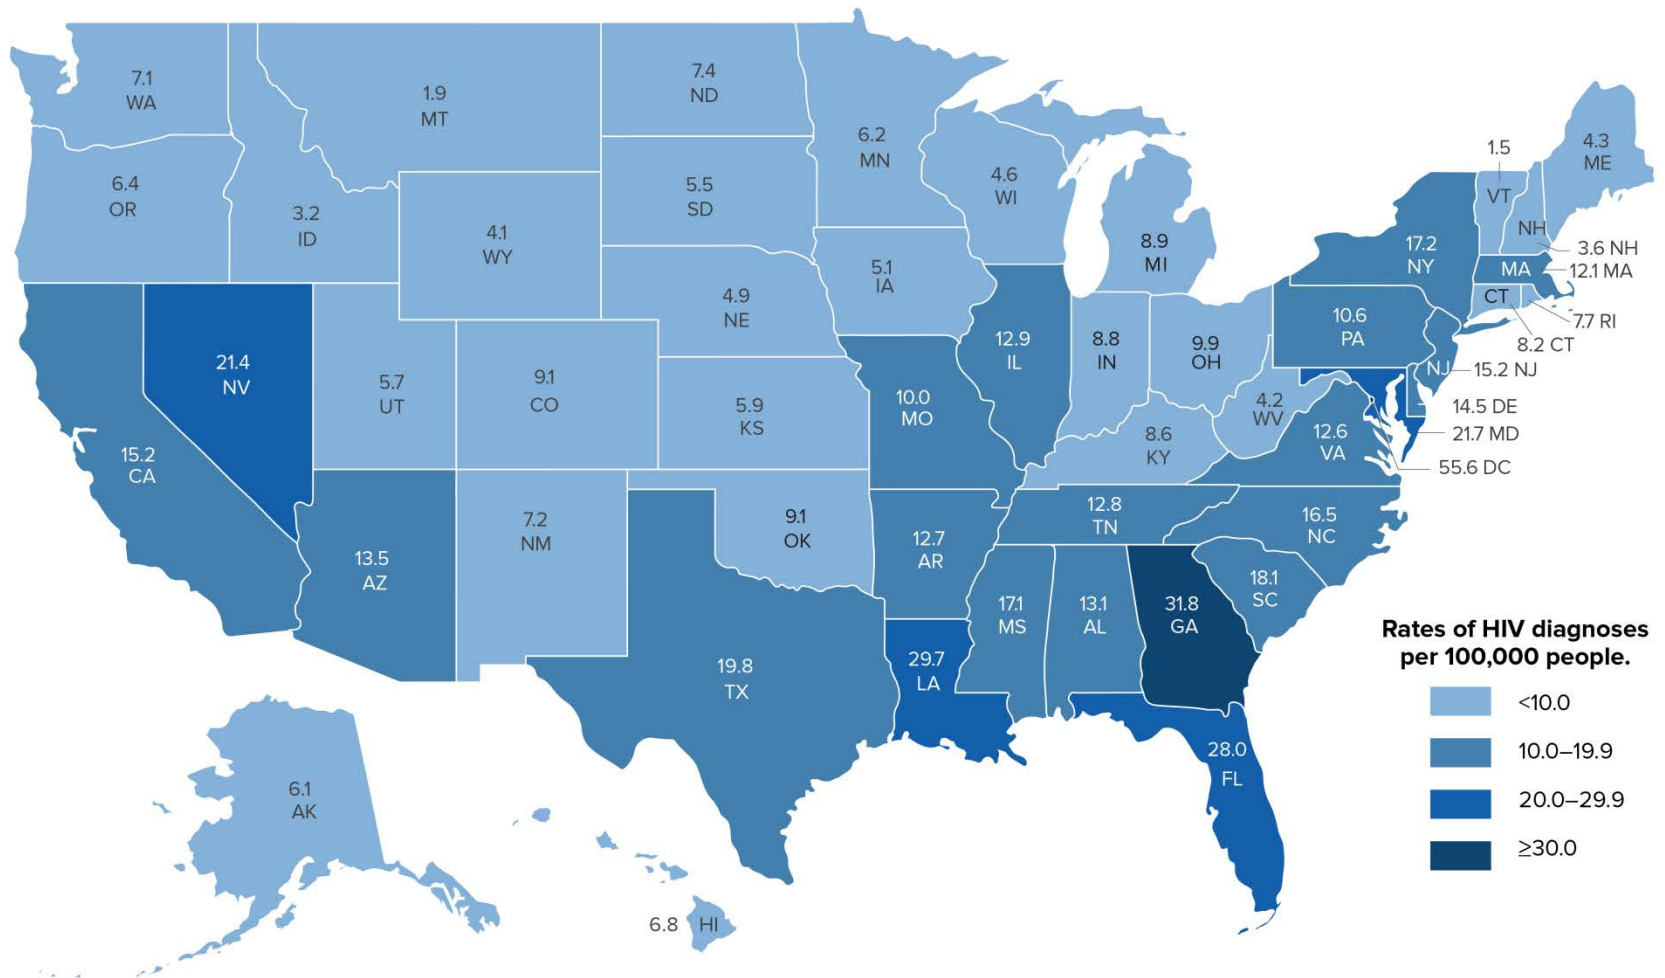 7.1
WA
1.9
MT
7.4
ND
6.2
MN
4.6
WI
4.3
ME
1.5
VT
NH
3.6 NH
6.4
OR
3.2
ID
4.1
WY
5.5
SD
8.9
MI
17.2
NY
MA
12.1 MA
5.1
IA
4.9
NE
CT
7.7 RI
8.2 CT
10.6
PA
21.4
NV
5.7
UT
9.1
CO
5.9
KS
10.0
MO
12.9
IL
8.8
IN
9.9
OH
NJ
15.2 NJ
4.2
WV
14.5 DE
21.7 MD
55.6 DC
15.2
CA
8.6
KY
12.6
VA
13.5
AZ
7.2
NM
9.1
OK
12.7
AR
12.8
TN
16.5
NC
18.1
SC
17.1
MS
13.1
AL
31.8
GA
19.8
TX
29.7
LA
28.0
FL
6.1
AK
6.8
HI
Rates of HIV diagnoses
per 100,000 people.
<10.0
10.0–19.9
20.0–29.9
≥30.0